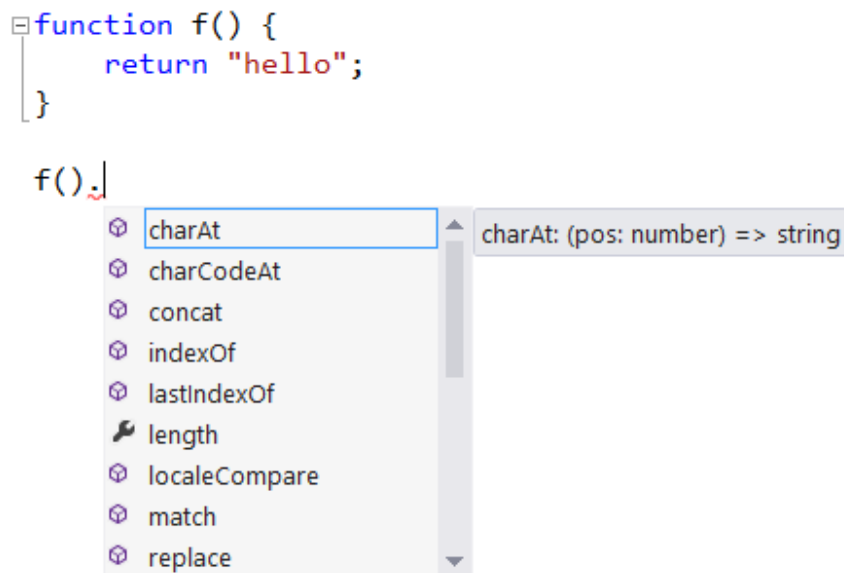 function f() {
return "hello";
}
f().
charAt
charAt: (pos: number) => string
charCodeAt
concat
indexOf
lastIndexOf
length
localeCompare
match
replace